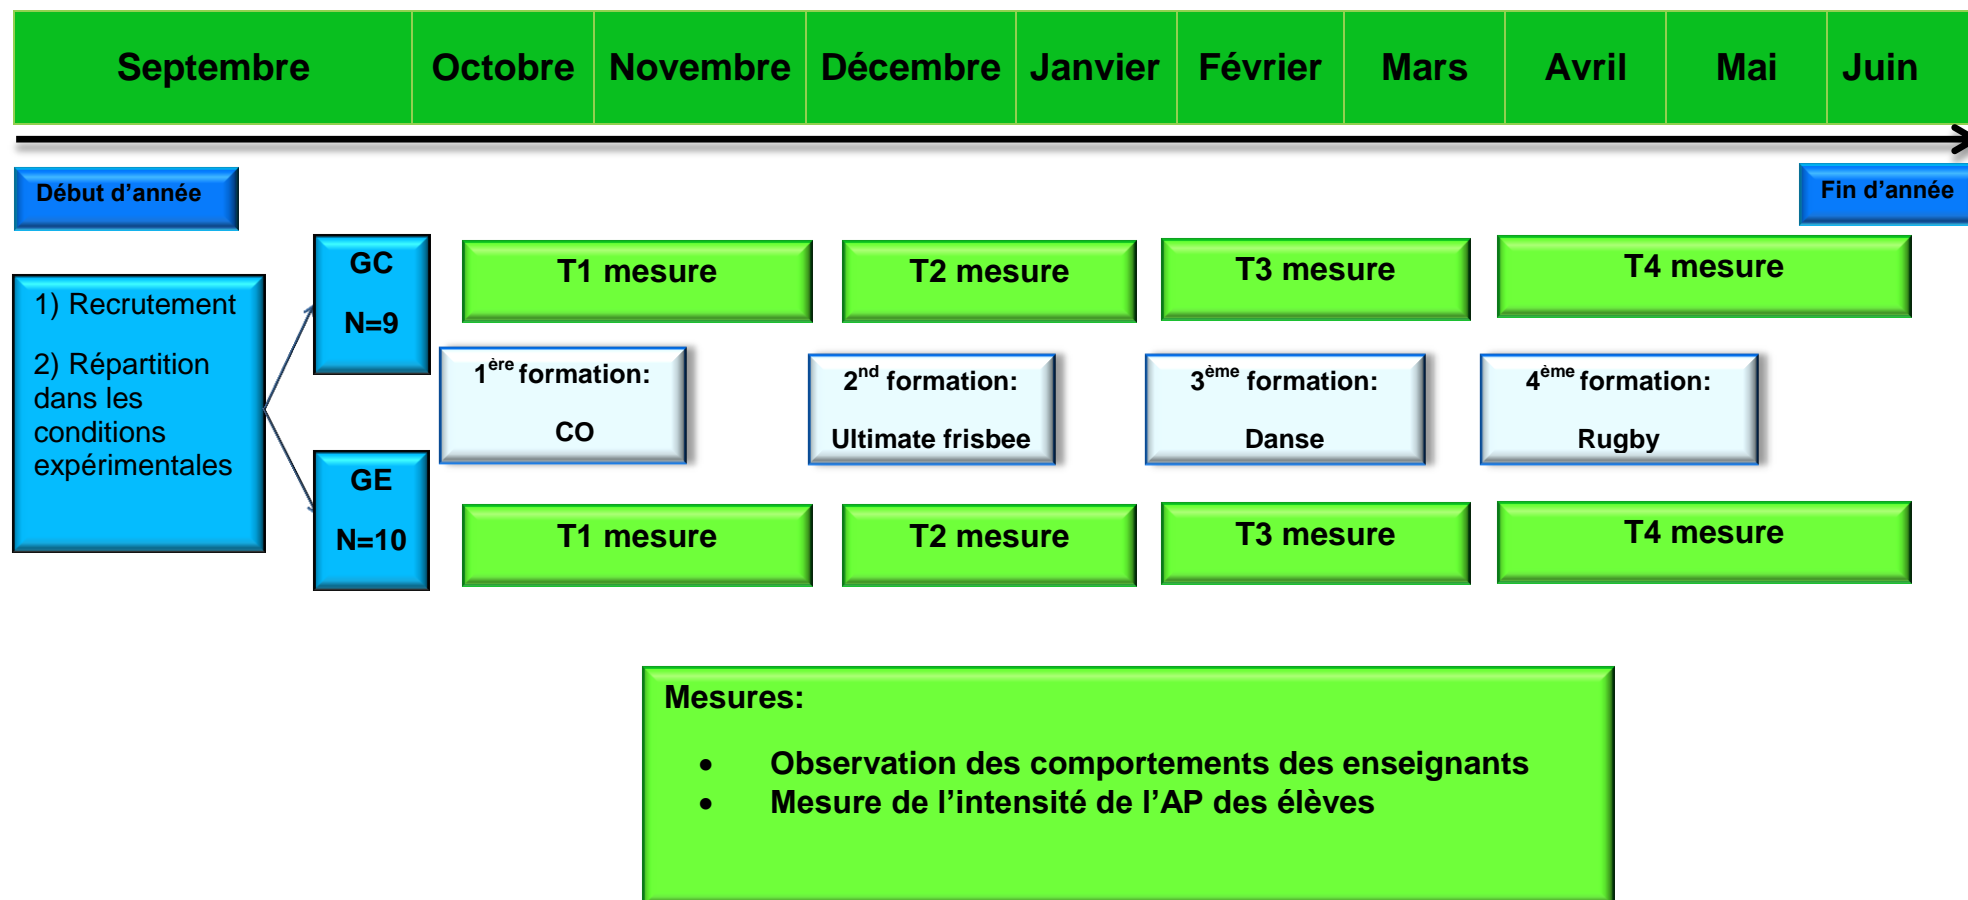 Septembre Octobre Novembre Décembre Janvier Février Mars Avril Mai Juin
Début d’année
Fin d’année
1) Recrutement
2) Répartition
dans les
conditions
expérimentales
GC
N=9
T1 mesure
T2 mesure
T3 mesure
T4 mesure
1ère formation:
CO
2nd formation:
Ultimate frisbee
3ème formation:
Danse
4ème formation:
Rugby
GE
N=10
T1 mesure
T2 mesure
T3 mesure
T4 mesure
Mesures:
• Observation des comportements des enseignants
• Mesure de l’intensité de l’AP des élèves